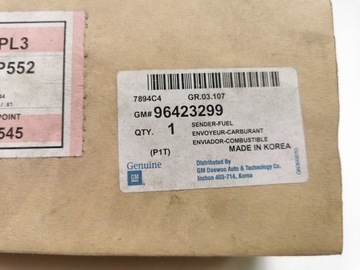 PL3
P552
POINT
545
7894C4 GR.03.107
GM# 96423299
QTY. 1 SENDER-FUEL
ENVOYEUR-CARBURANT
ENVIADOR-COMBUSTIBLE
(P1T) MADE IN KOREA
Genuine
GM
Distributed By
GM Daewoo Auto & Technology Co.
Inchon 403-714, Korea